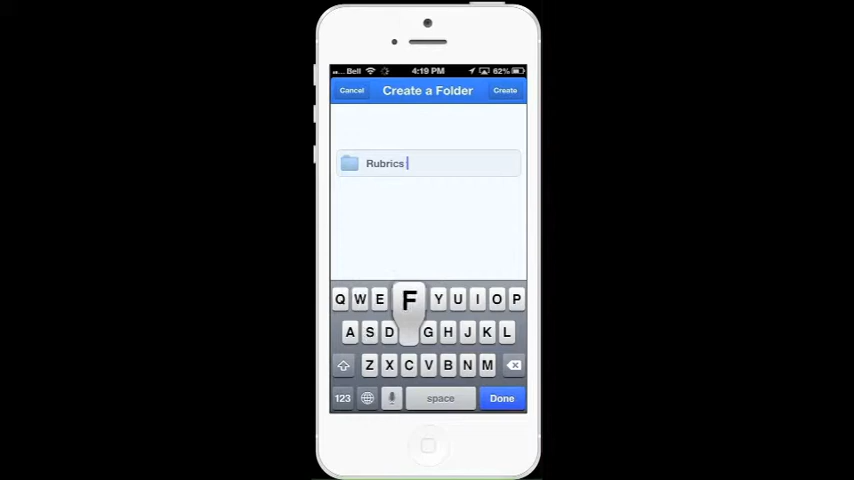 Bell 4:19 PM 62%
Cancel Create a Folder Create
Rubrics
Q W E F Y U I O P
A S D G H J K L
Z X C V B N M
123 space Done